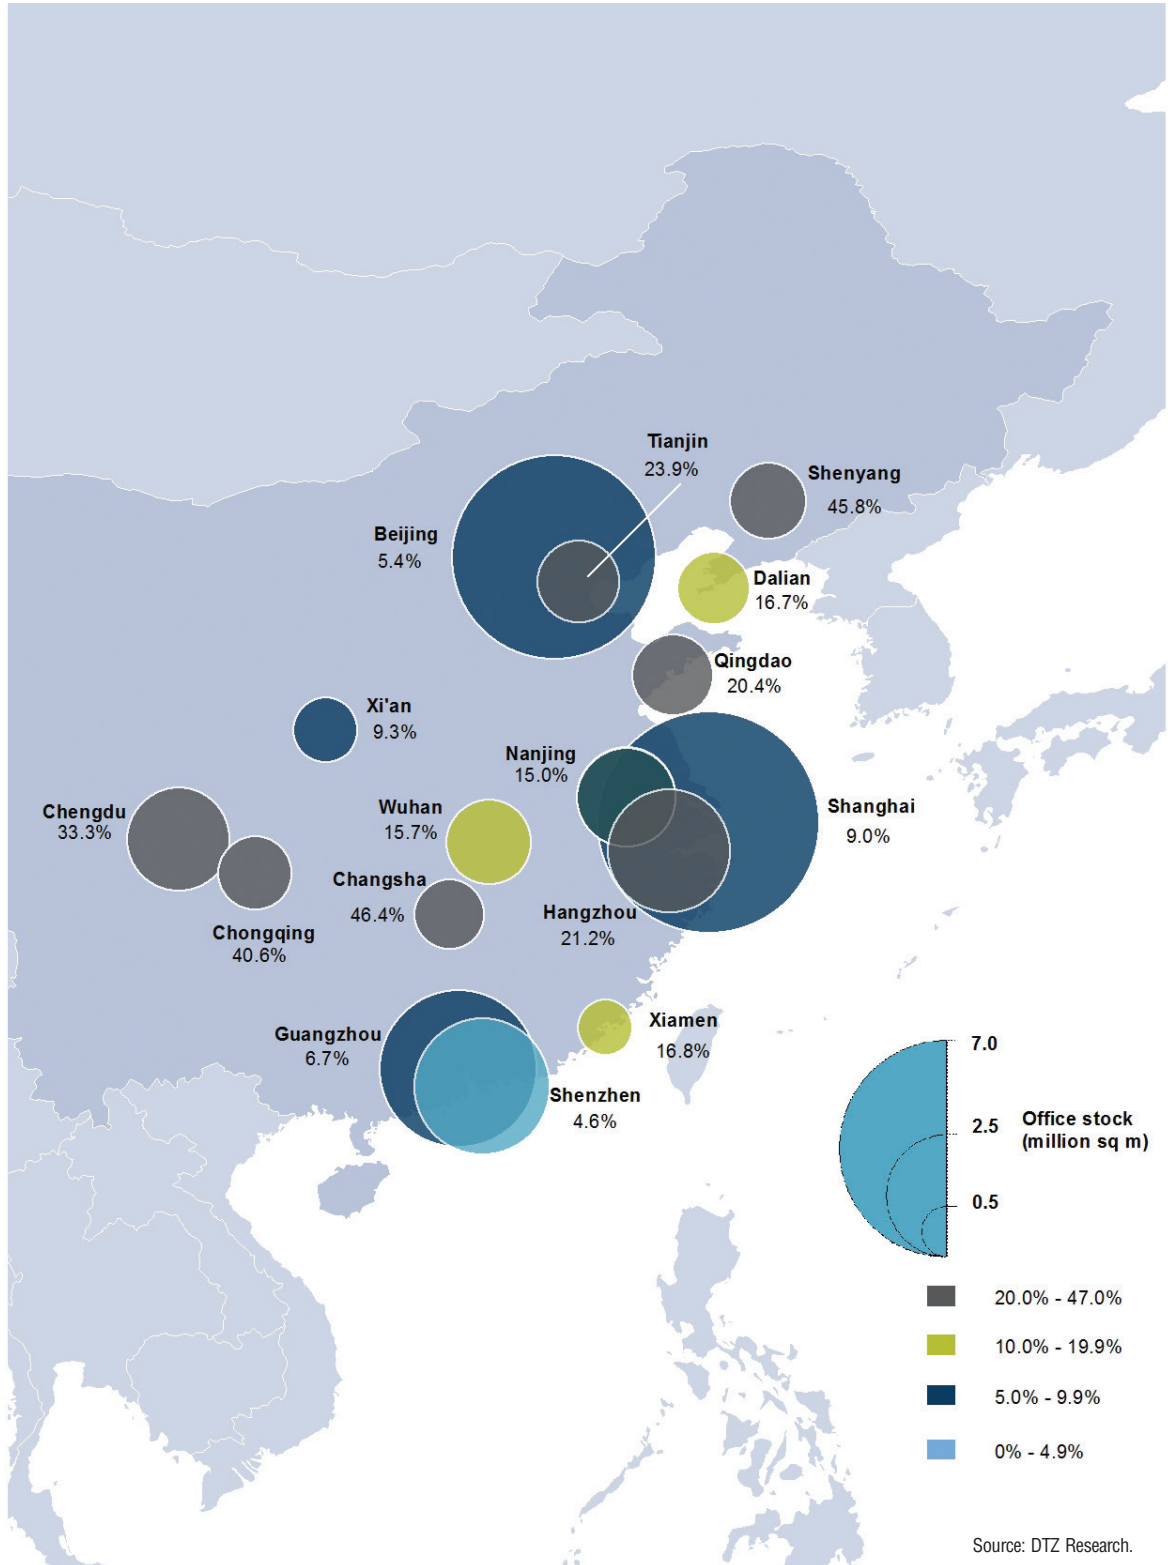 Tianjin
23.9%
Shenyang
45.8%
Beijing
5.4%
Dalian
16.7%
Qingdao
20.4%
Xi'an
9.3%
Nanjing
15.0%
Shanghai
9.0%
Chengdu
33.3%
Wuhan
15.7%
Changsha
46.4%
Hangzhou
21.2%
Chongqing
40.6%
Guangzhou
6.7%
Xiamen
16.8%
Shenzhen
4.6%
7.0
2.5
0.5
Office stock
(million sq m)
20.0% - 47.0%
10.0% - 19.9%
5.0% - 9.9%
0% - 4.9%
Source: DTZ Research.